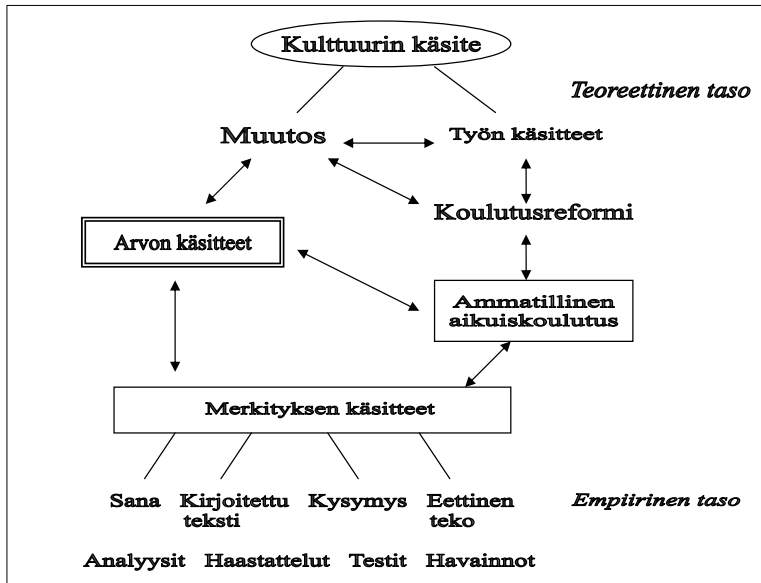 Kulttuurin käsite
Teoreettinen taso
Muutos
Työn käsitteet
Koulutusreformi
Arvon käsitteet
Ammatillinen
aikuiskoulutus
Merkityksen käsitteet
Sana
Kirjoitettu
teksti
Kysymys
Eettinen
teko
Empiirinen taso
Analyysit
Haastattelut
Testit
Havainnot